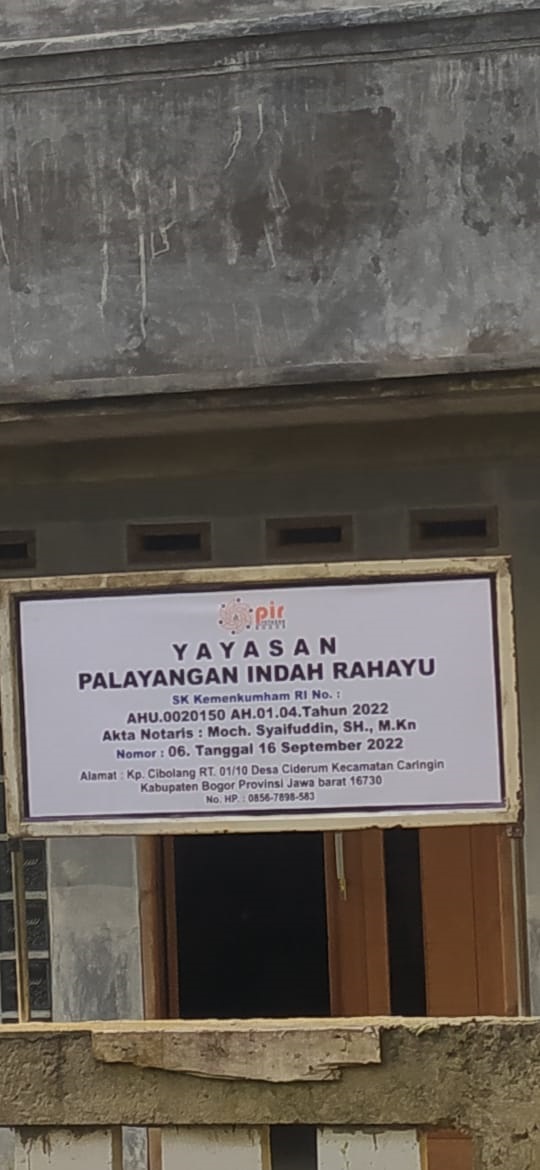 pir
YAYASAN
PALAYANGAN INDAH RAHAYU
SK Kemenkumham RI No. :
AHU.0020150 AH.01.04.Tahun 2022
Akta Notaris : Moch. Syaifuddin, SH., M.Kn
Nomor : 06. Tanggal 16 September 2022
Alamat : Kp. Cibolang RT. 01/10 Desa Ciderum Kecamatan Caringin
Kabupaten Bogor Provinsi Jawa barat 16730
No. HP. : 0856-7898-583